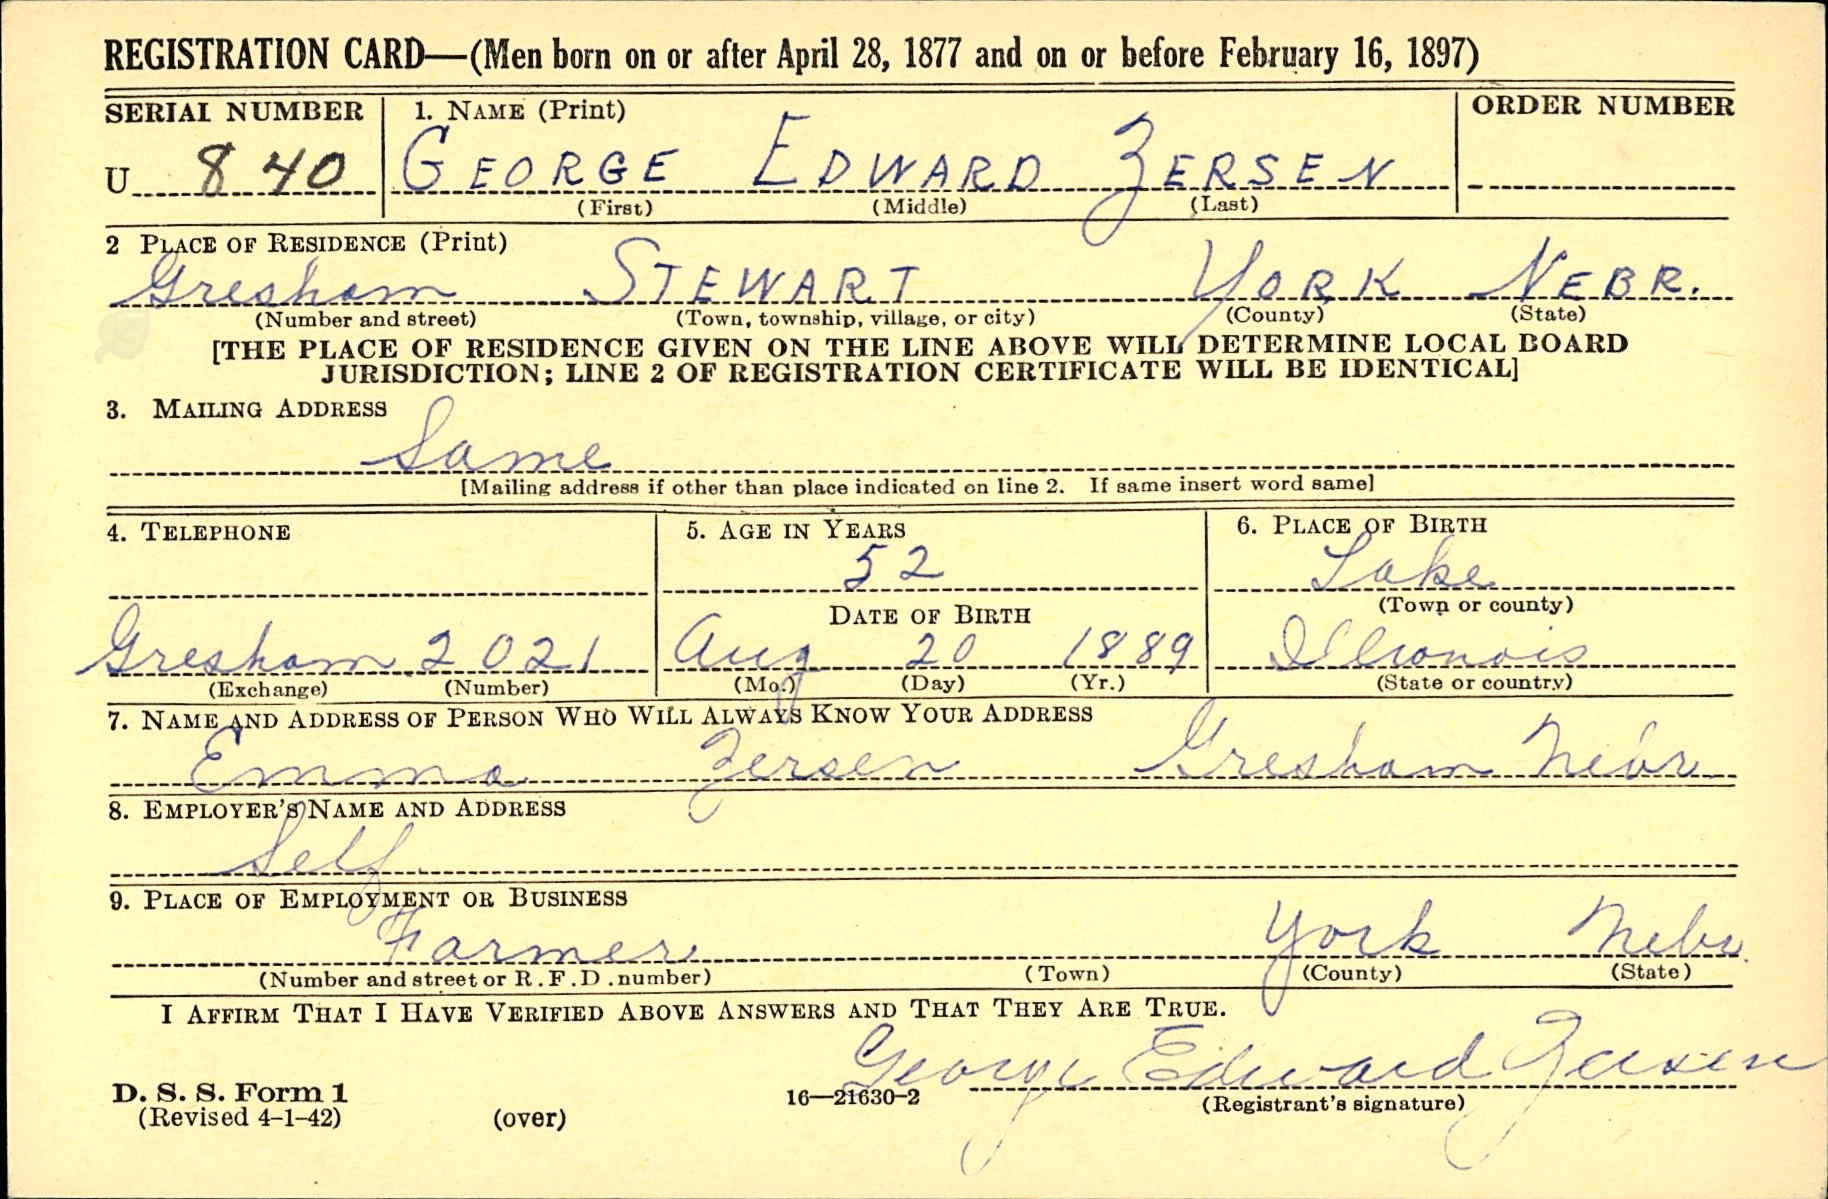 REGISTRATION CARD—(Men born on or after April 28, 1877 and on or before February 16, 1897)
SERIAL NUMBER 1. NAME (Print) ORDER NUMBER
U 840 GEORGE EDWARD ZERSEN
(First) (Middle) (Last)
2 PLACE OF RESIDENCE (Print)
Gresham STEWART YORK NEBR.
(Number and street) (Town, township, village, or city) (County) (State)
[THE PLACE OF RESIDENCE GIVEN ON THE LINE ABOVE WILL DETERMINE LOCAL BOARD
JURISDICTION; LINE 2 OF REGISTRATION CERTIFICATE WILL BE IDENTICAL]
3. MAILING ADDRESS
Same
[Mailing address if other than place indicated on line 2. If same insert word same]
4. TELEPHONE 5. AGE IN YEARS 6. PLACE OF BIRTH
52 Lake
DATE OF BIRTH (Town or county)
Gresham 2021 Aug 20 1889 Illronois
(Exchange) (Number) (Mo.) (Day) (Yr.) (State or country)
7. NAME AND ADDRESS OF PERSON WHO WILL ALWAYS KNOW YOUR ADDRESS
Emma Zersen Gresham Nebr
8. EMPLOYER'S NAME AND ADDRESS
Self
9. PLACE OF EMPLOYMENT OR BUSINESS
Farmer York Nebr.
(Number and street or R.F.D. number) (Town) (County) (State)
I AFFIRM THAT I HAVE VERIFIED ABOVE ANSWERS AND THAT THEY ARE TRUE.
George Edward Zersen
D. S. S. Form 1 16—21630-2 (Registrant's signature)
(Revised 4-1-42) (over)